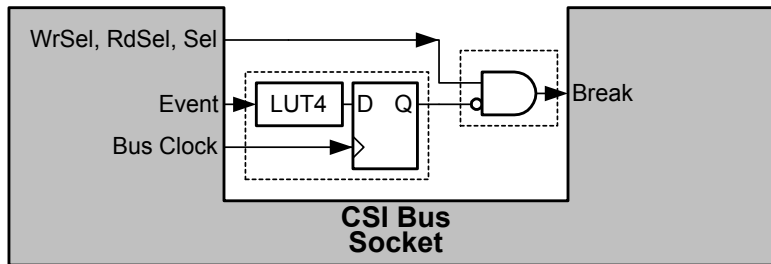 WrSel, RdSel, Sel
Event
LUT4
D
Q
Break
Bus Clock
CSI Bus
Socket